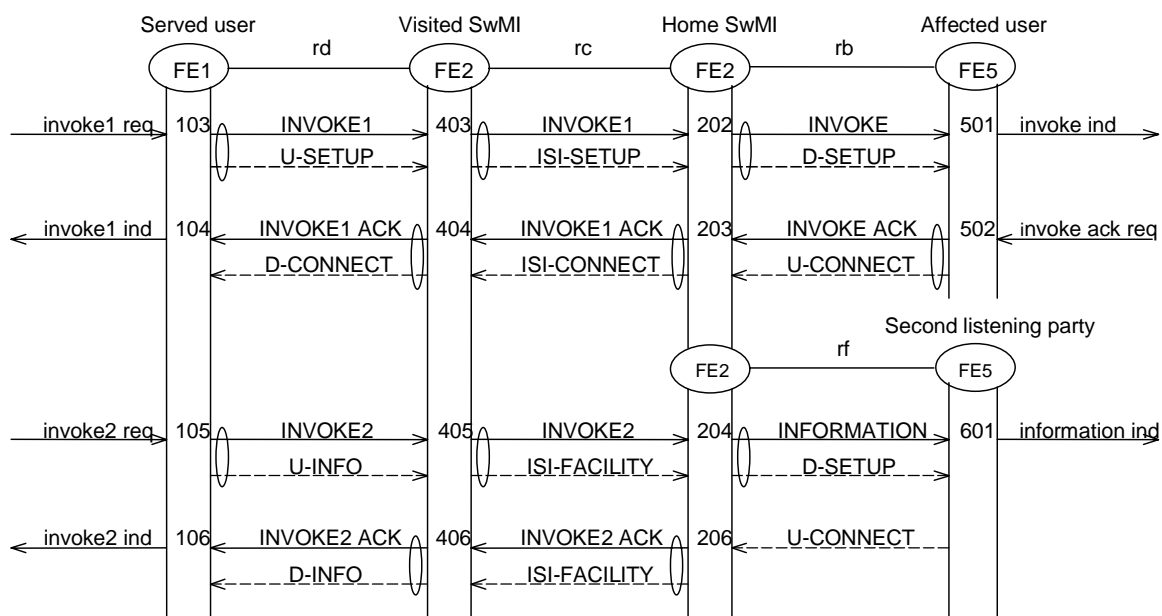 Served user Visited SwMI Home SwMI Affected user
rd rc rb
FE1 FE2 FE2 FE5
invoke1 req 103 INVOKE1 403 INVOKE1 202 INVOKE 501 invoke ind
U-SETUP ISI-SETUP D-SETUP
invoke1 ind 104 INVOKE1 ACK 404 INVOKE1 ACK 203 INVOKE ACK 502 invoke ack req
D-CONNECT ISI-CONNECT U-CONNECT
Second listening party
rf
FE2 FE5
invoke2 req 105 INVOKE2 405 INVOKE2 204 INFORMATION 601 information ind
U-INFO ISI-FACILITY D-SETUP
invoke2 ind 106 INVOKE2 ACK 406 INVOKE2 ACK 206 U-CONNECT
D-INFO ISI-FACILITY